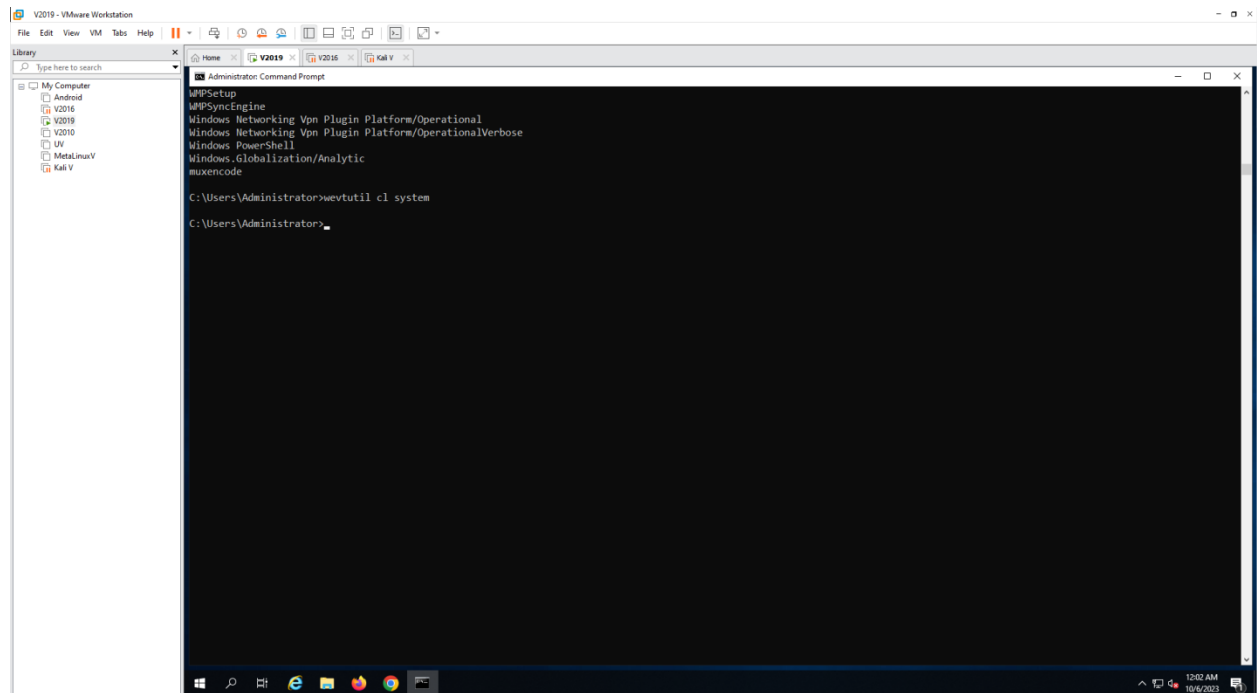 V2019 - VMware Workstation
File Edit View VM Tabs Help
Library
Type here to search
My Computer
Android
V2016
V2019
V2010
UV
MetaLinuxV
Kali V
Home V2019 V2016 Kali V
Administrator: Command Prompt
WMPSetup
WMPSyncEngine
Windows Networking Vpn Plugin Platform/Operational
Windows Networking Vpn Plugin Platform/OperationalVerbose
Windows PowerShell
Windows.Globalization/Analytic
muxencode
C:\Users\Administrator>wevtutil cl system
C:\Users\Administrator>
12:02 AM
10/6/2023